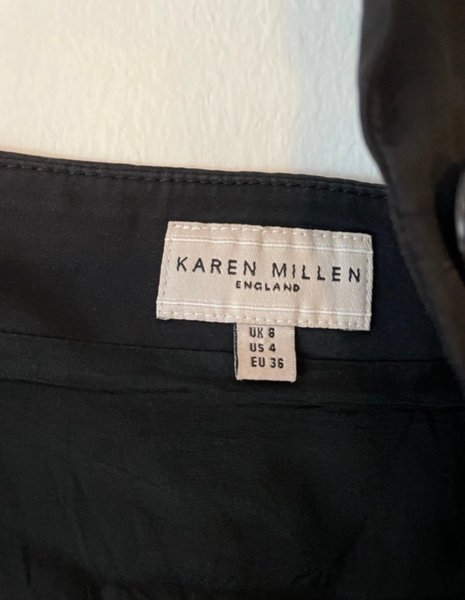 KAREN MILLEN
ENGLAND
UK 8
US 4
EU 36